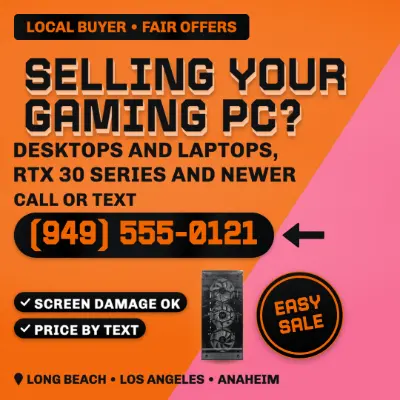 LOCAL BUYER • FAIR OFFERS
SELLING YOUR
GAMING PC?
DESKTOPS AND LAPTOPS,
RTX 30 SERIES AND NEWER
CALL OR TEXT
(949) 555-0121
SCREEN DAMAGE OK
PRICE BY TEXT
EASY
SALE
LONG BEACH • LOS ANGELES • ANAHEIM